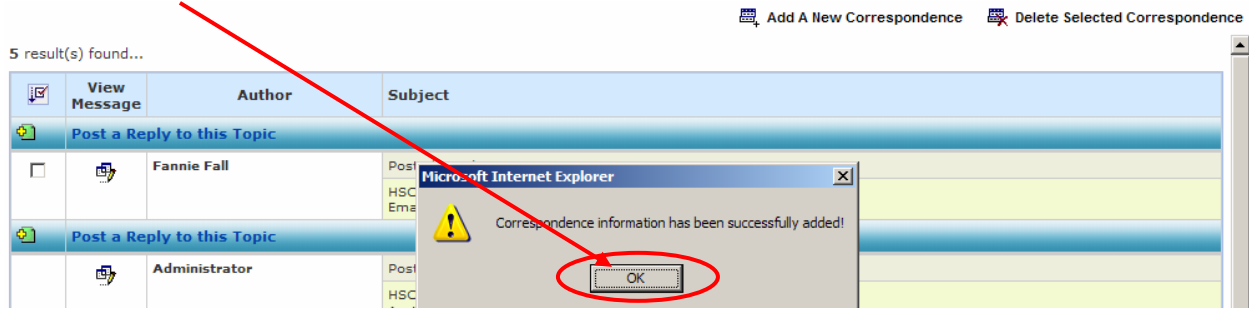 Add A New Correspondence Delete Selected Correspondence
5 result(s) found...
View Message Author Subject
Post a Reply to this Topic
Fannie Fall
Post
HSC
Ema
Microsoft Internet Explorer
Correspondence information has been successfully added!
OK
Post a Reply to this Topic
Administrator
Post
HSC